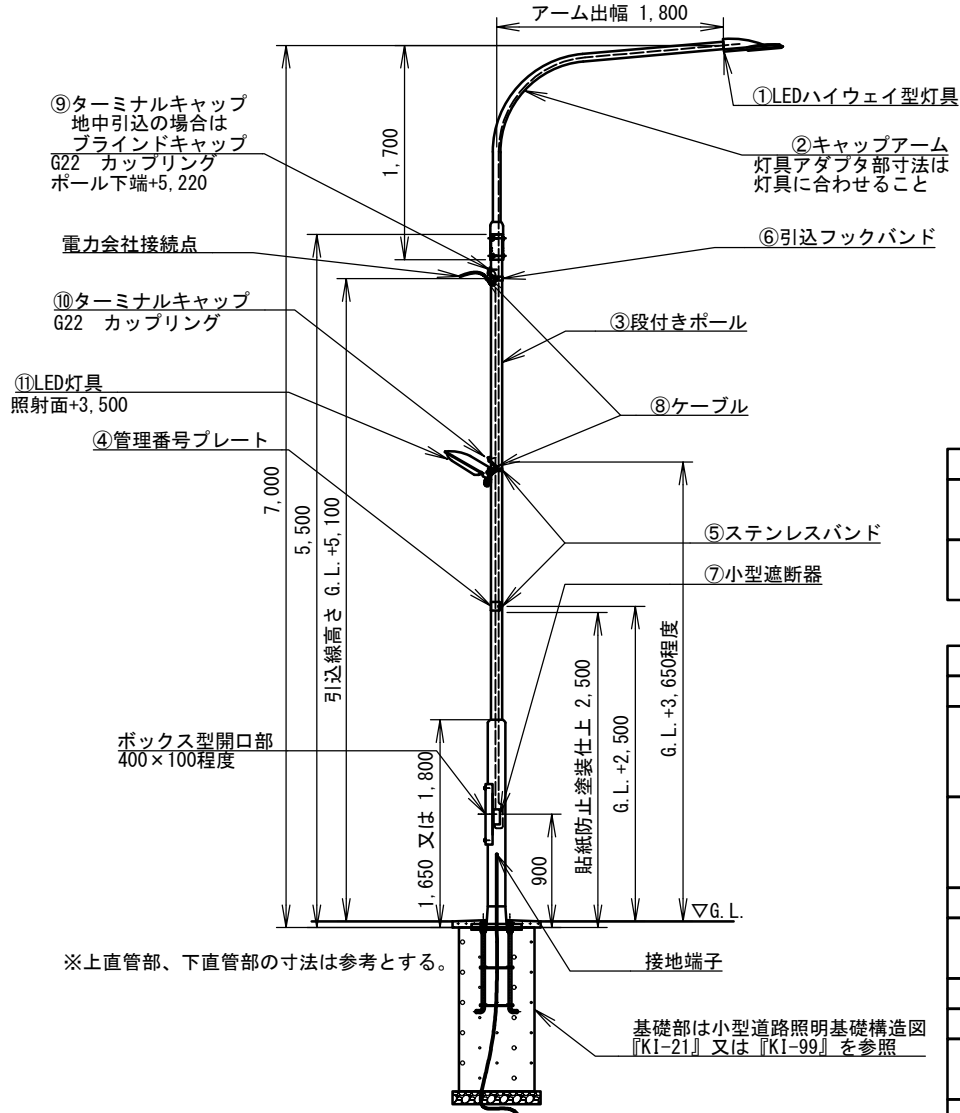 アーム出幅 1,800
①LEDハイウェイ型灯具
⑨ターミナルキャップ
地中引込の場合は
ブラインドキャップ
G22 カップリング
ポール下端+5,220
1,700
②キャップアーム
灯具アダプタ部寸法は
灯具に合わせること
電力会社接続点
⑥引込フックバンド
⑩ターミナルキャップ
G22 カップリング
③段付きポール
⑪LED灯具
照射面+3,500
⑧ケーブル
④管理番号プレート
7,000
5,500
引込線高さ G.L.+5,100
⑤ステンレスバンド
⑦小型遮断器
G.L.+3,650程度
G.L.+2,500
貼紙防止塗装仕上 2,500
ボックス型開口部
400×100程度
1,650 又は 1,800
900
▽G.L.
※上直管部、下直管部の寸法は参考とする。
接地端子
基礎部は小型道路照明基礎構造図
『KI-21』又は『KI-99』を参照